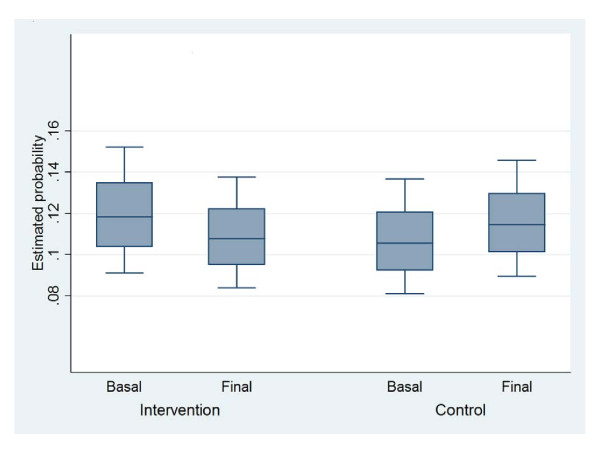 Estimated probability
.16
.14
.12
.1
.08
Basal Final Basal Final
Intervention Control